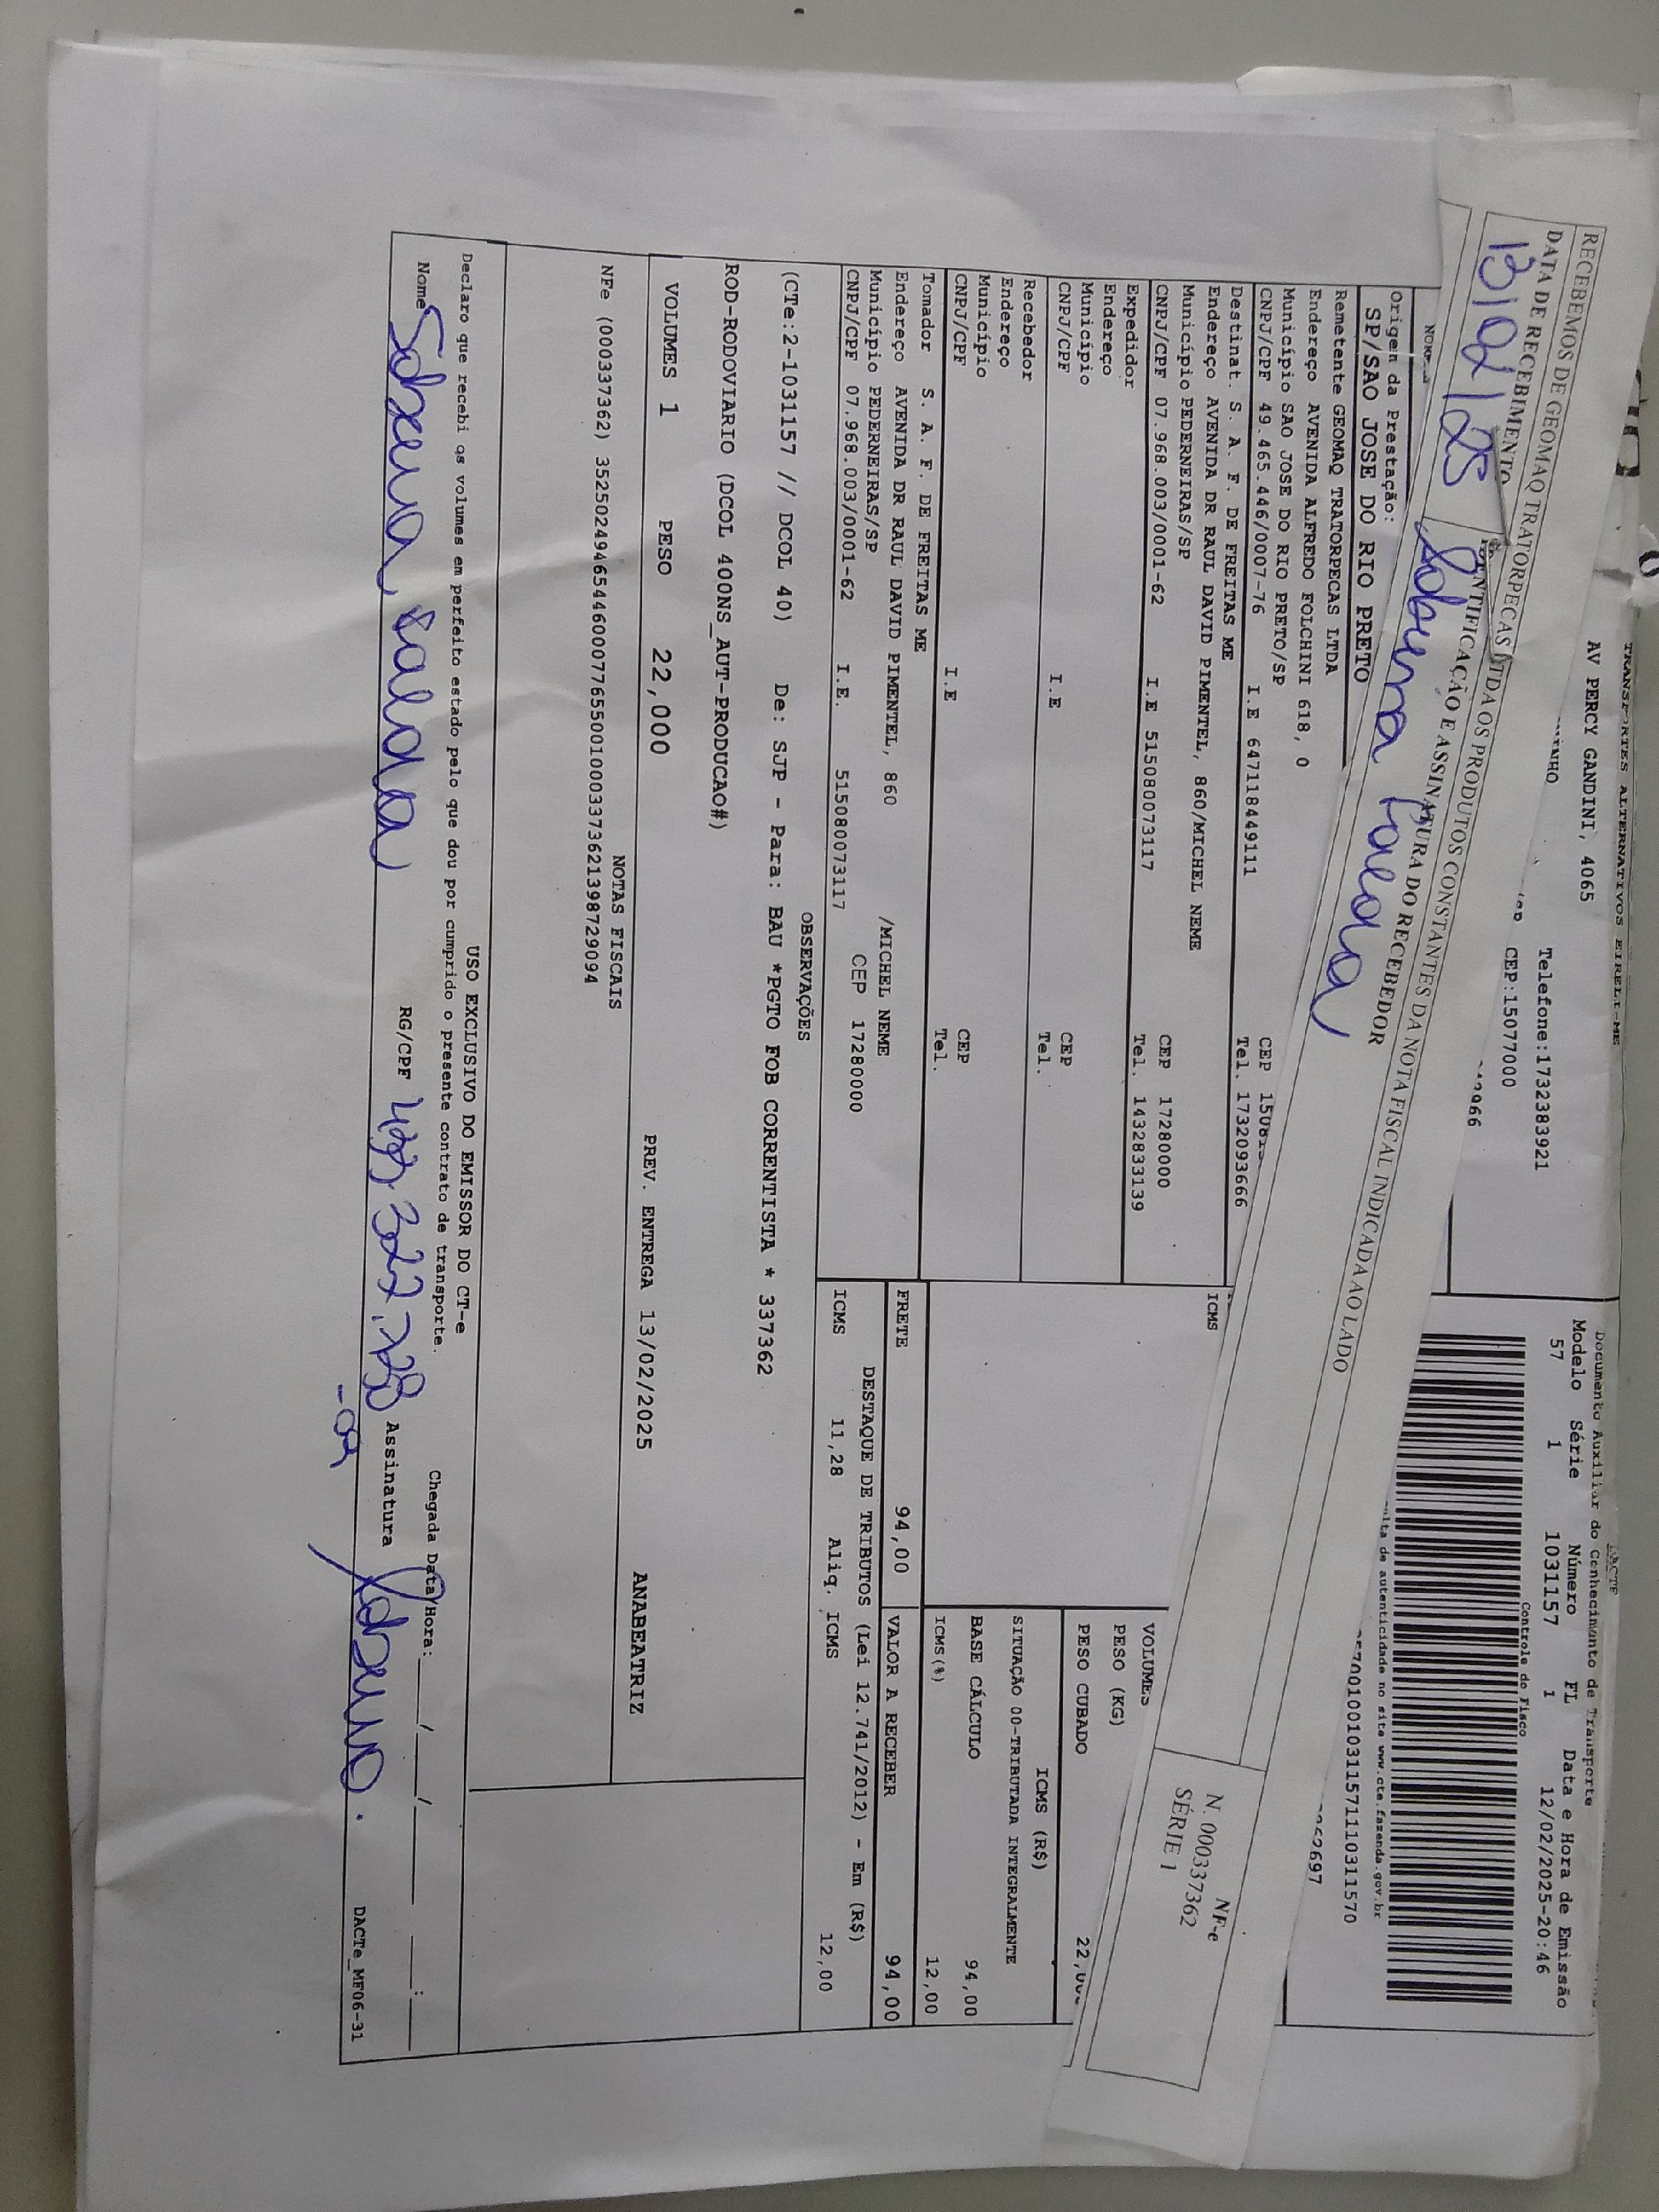 TRANSPORTES ALTERNATIVOS EIRELI-ME
AV PERCY GANDINI, 4065
Telefone:1732383921
CEP:15077000
DACTE
Documento Auxiliar do Conhecimento de Transporte
Modelo Série Número FL Data e Hora de Emissão
57 1 1031157 1 12/02/2025-20:46
Controle do Fisco
www.cte.fazenda.gov.br
RECEBEMOS DE GEOMAQ TRATORPECAS LTDA OS PRODUTOS CONSTANTES DA NOTA FISCAL INDICADA AO LADO
DATA DE RECEBIMENTO
IDENTIFICAÇÃO E ASSINATURA DO RECEBEDOR
13/02/25
NF-e
N. 000337362
SÉRIE 1
Origem da Prestação:
SP/SAO JOSE DO RIO PRETO
Remetente GEOMAQ TRATORPECAS LTDA
Endereço AVENIDA ALFREDO FOLCHINI 618, 0
Município SAO JOSE DO RIO PRETO/SP
CNPJ/CPF 49.465.446/0007-76 I.E 647118449111 Tel. 1732093666
Destinat. S. A. F. DE FREITAS ME
Endereço AVENIDA DR RAUL DAVID PIMENTEL, 860/MICHEL NEME
Município PEDERNEIRAS/SP CEP 17280000
CNPJ/CPF 07.968.003/0001-62 I.E 515080073117 Tel. 1432833139
Expedidor
Endereço
Município CEP
CNPJ/CPF I.E Tel.
Recebedor
Endereço
Município CEP
CNPJ/CPF I.E Tel.
Tomador S. A. F. DE FREITAS ME
Endereço AVENIDA DR RAUL DAVID PIMENTEL, 860 /MICHEL NEME
Município PEDERNEIRAS/SP CEP 17280000
CNPJ/CPF 07.968.003/0001-62 I.E. 515080073117
ICMS
VOLUMES
PESO (KG)
PESO CUBADO
ICMS (R$)
SITUAÇÃO 00-TRIBUTADA INTEGRALMENTE
BASE CÁLCULO 94,00
ICMS(%) 12,00
FRETE 94,00 VALOR A RECEBER 94,00
DESTAQUE DE TRIBUTOS (Lei 12.741/2012) - Em (R$)
ICMS 11,28 Aliq. ICMS 12,00
OBSERVAÇÕES
(CTe:2-1031157 // DCOL 40) De: SJP - Para: BAU *PGTO FOB CORRENTISTA * 337362
ROD-RODOVIARIO (DCOL 400NS_AUT-PRODUCAO#)
VOLUMES 1 PESO 22,000 PREV. ENTREGA 13/02/2025 ANABEATRIZ
NOTAS FISCAIS
NFe (000337362) 35250249465446000776550010003373621398729094
USO EXCLUSIVO DO EMISSOR DO CT-e
Declaro que recebi os volumes em perfeito estado pelo que dou por cumprido o presente contrato de transporte.
Chegada Data/Hora: ___/___/___ ___:___
Nome RG/CPF Assinatura
DACTe_MF06-31